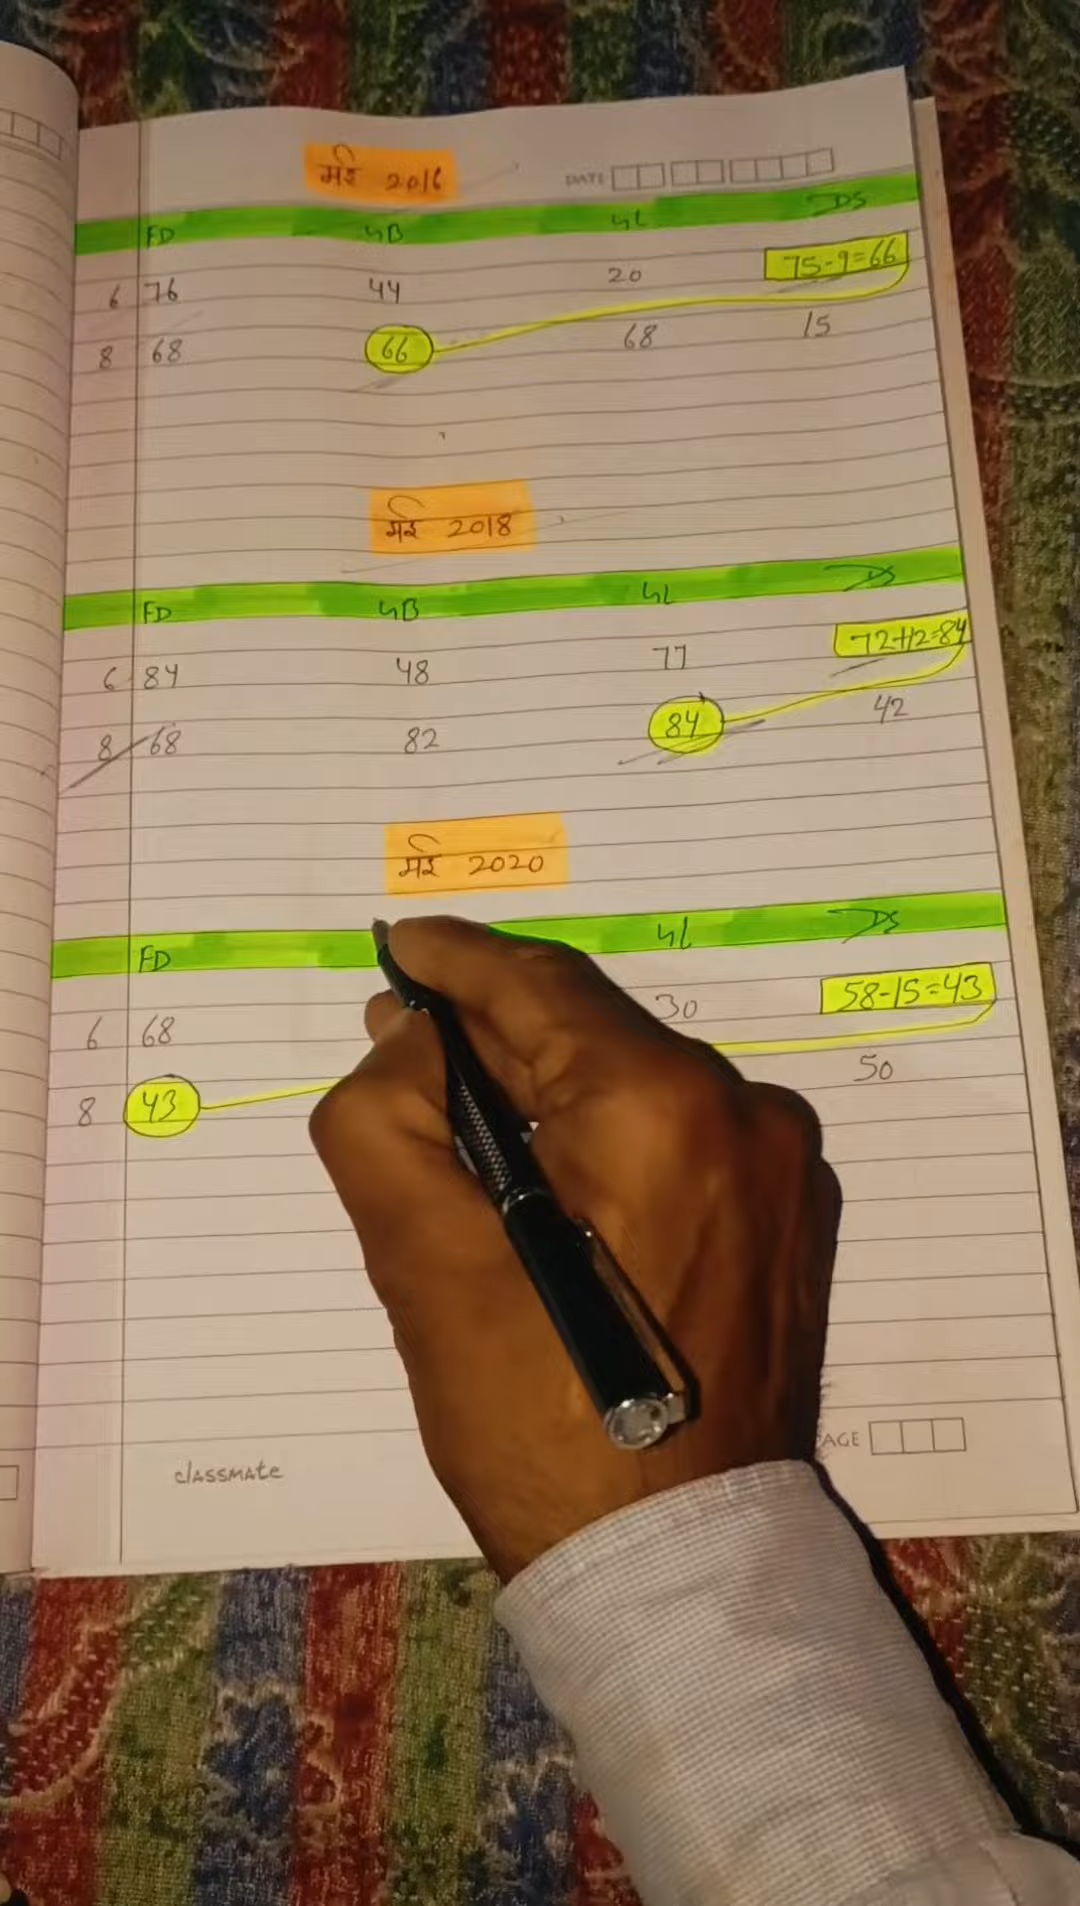 मई 2016
DATE
FD GB GL DS
6 76 44 20 75-9=66
8 68 66 68 15
मई 2018
FD GB GL DS
6 84 48 77 72+12=84
8 68 82 84 42
मई 2020
FD GL DS
6 68 30 58-15=43
8 43 50
AGE
classmate